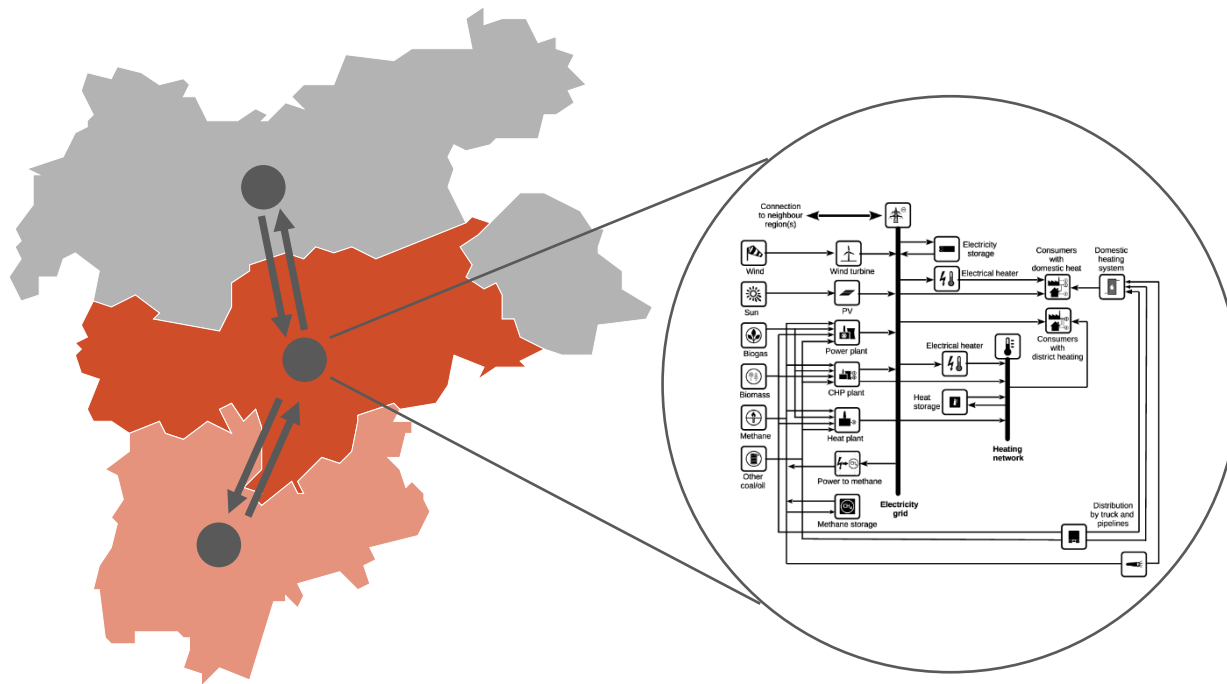 Connection
to neighbour
region(s)
Electricity
storage
Consumers
with
domestic heat
Domestic
heating
system
Wind
Wind turbine
Electrical heater
Sun
PV
Biogas
Power plant
Electrical heater
Consumers
with
district heating
Biomass
CHP plant
Heat
storage
Methane
Heat plant
Heating
network
Other
coal/oil
Power to methane
Electricity
grid
Methane storage
Distribution
by truck and
pipelines